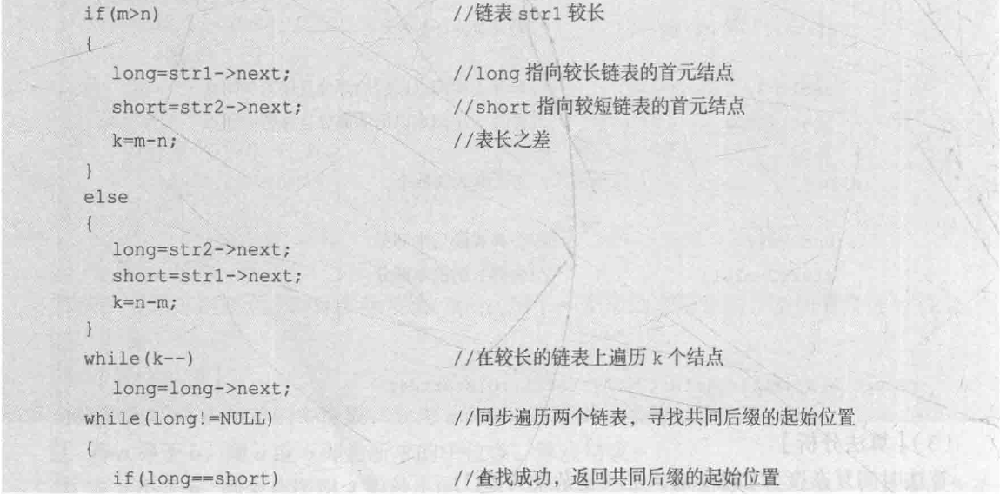 if(m>n) //链表 str1 较长
{
long=str1->next; //long 指向较长链表的首元结点
short=str2->next; //short 指向较短链表的首元结点
k=m-n; //表长之差
}
else
{
long=str2->next;
short=str1->next;
k=n-m;
}
while(k--) //在较长的链表上遍历 k 个结点
long=long->next;
while(long!=NULL) //同步遍历两个链表，寻找共同后缀的起始位置
{
if(long==short) //查找成功，返回共同后缀的起始位置